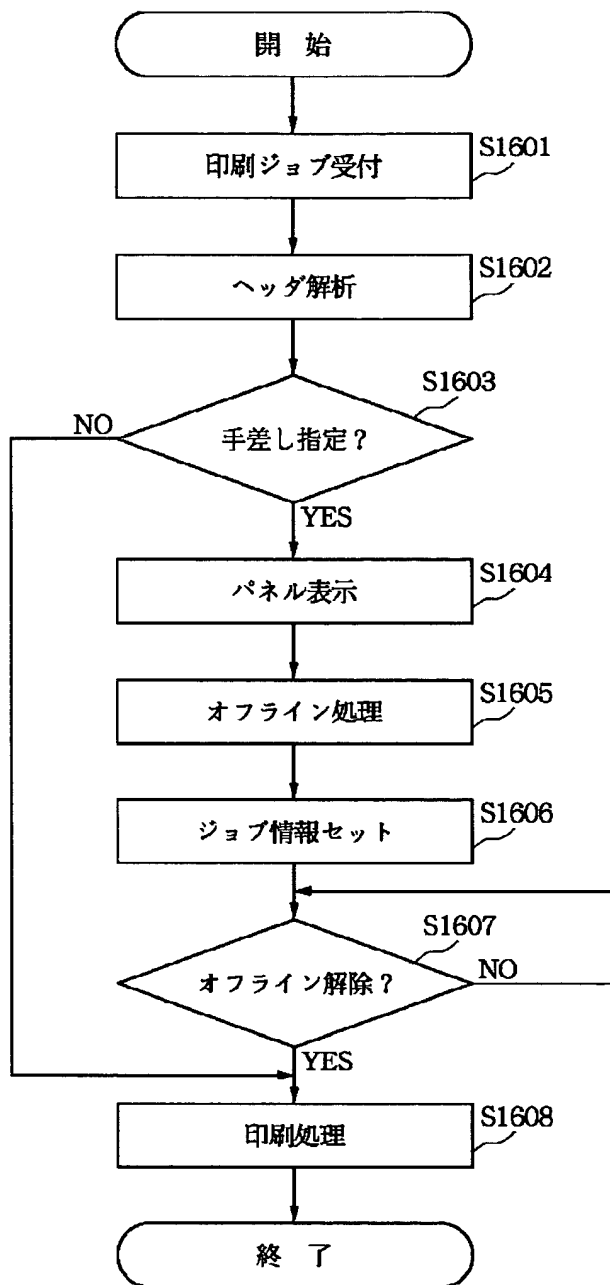 開 始
印刷ジョブ受付
S1601
ヘッダ解析
S1602
手差し指定？
S1603
NO
YES
パネル表示
S1604
オフライン処理
S1605
ジョブ情報セット
S1606
オフライン解除？
S1607
NO
YES
印刷処理
S1608
終 了